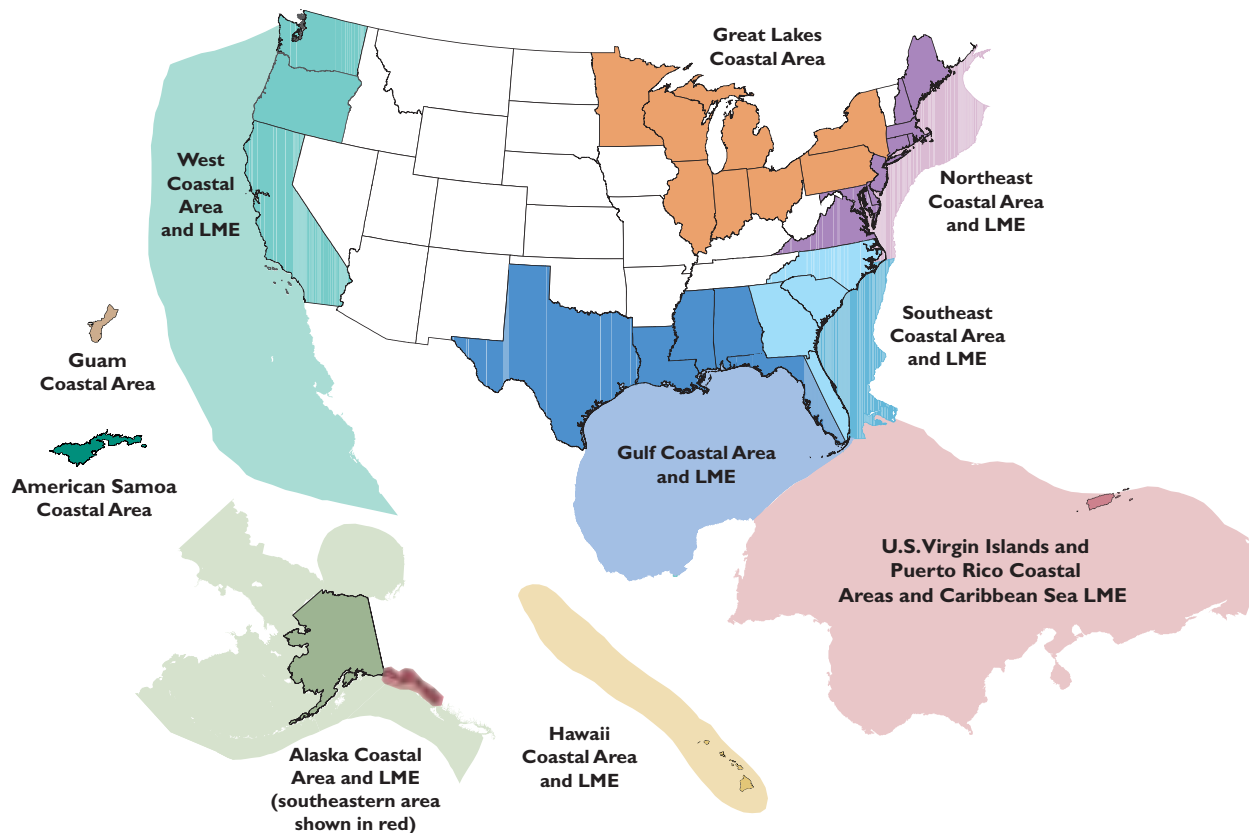 Great Lakes
Coastal Area
West
Coastal
Area
and LME
Northeast
Coastal Area
and LME
Southeast
Coastal Area
and LME
Guam
Coastal Area
Gulf Coastal Area
and LME
American Samoa
Coastal Area
U.S. Virgin Islands and
Puerto Rico Coastal
Areas and Caribbean Sea LME
Hawaii
Coastal Area
and LME
Alaska Coastal
Area and LME
(southeastern area
shown in red)